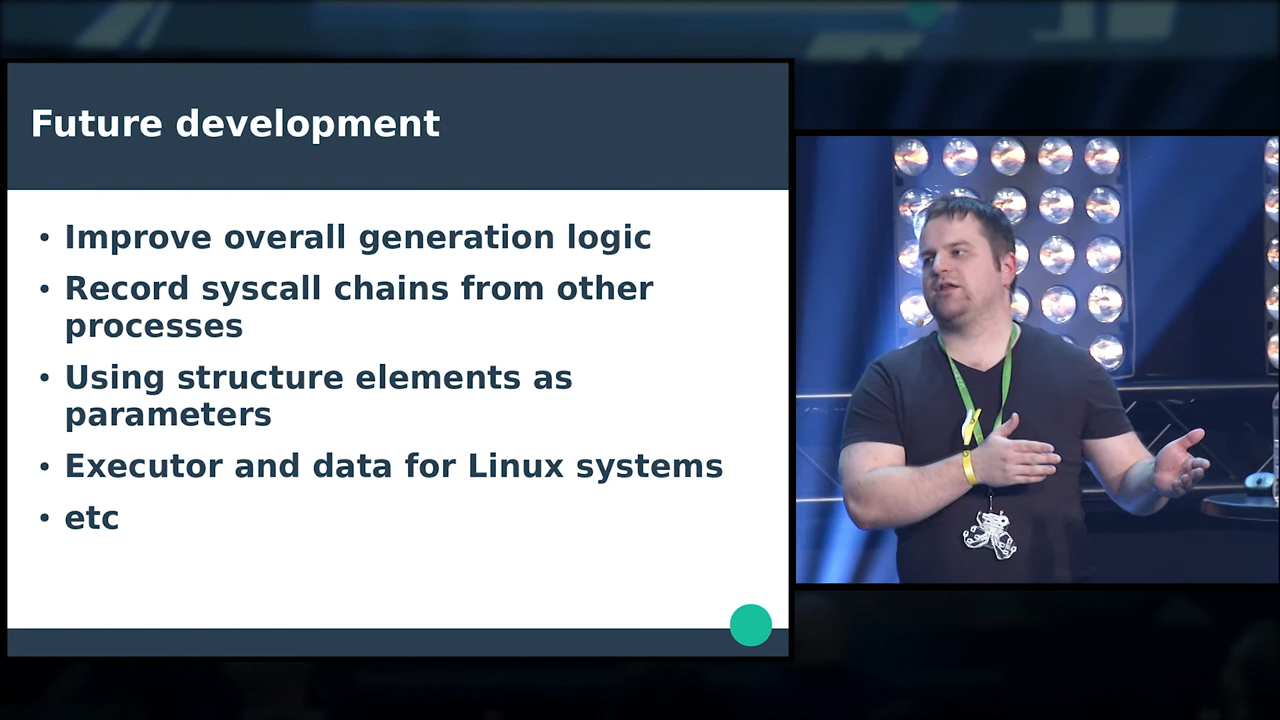 Future development
• Improve overall generation logic
• Record syscall chains from other
processes
• Using structure elements as
parameters
• Executor and data for Linux systems
• etc